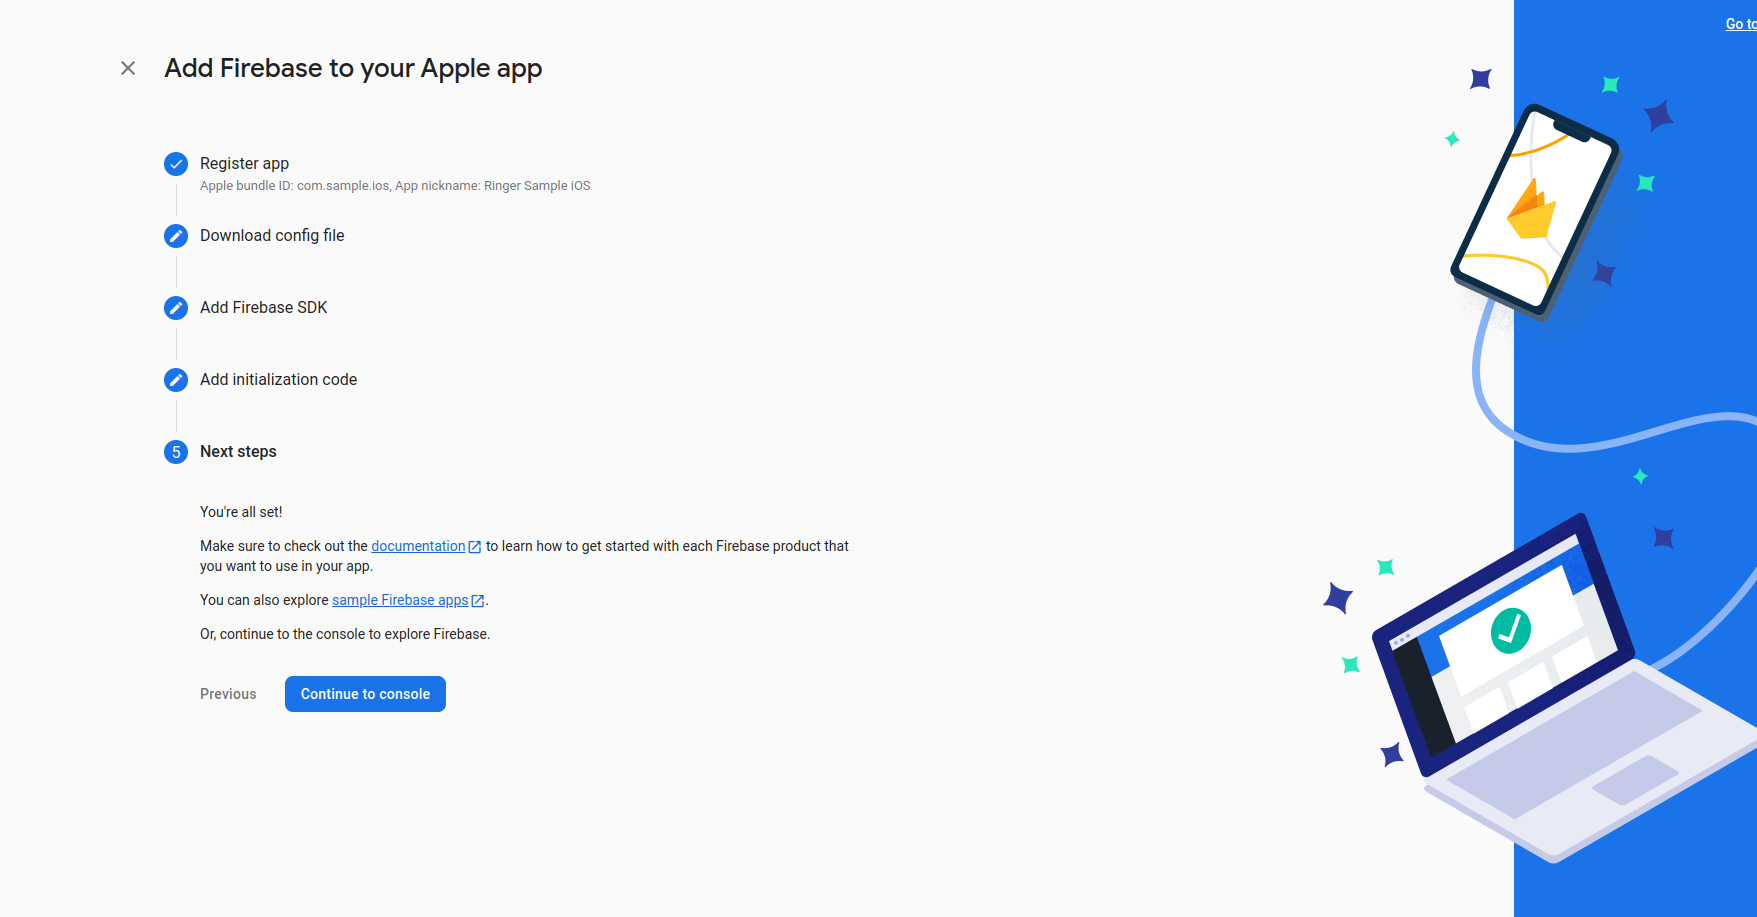 Go to
Add Firebase to your Apple app
Register app
Apple bundle ID: com.sample.ios, App nickname: Ringer Sample iOS
Download config file
Add Firebase SDK
Add initialization code
5 Next steps
You're all set!
Make sure to check out the documentation to learn how to get started with each Firebase product that
you want to use in your app.
You can also explore sample Firebase apps.
Or, continue to the console to explore Firebase.
Previous Continue to console